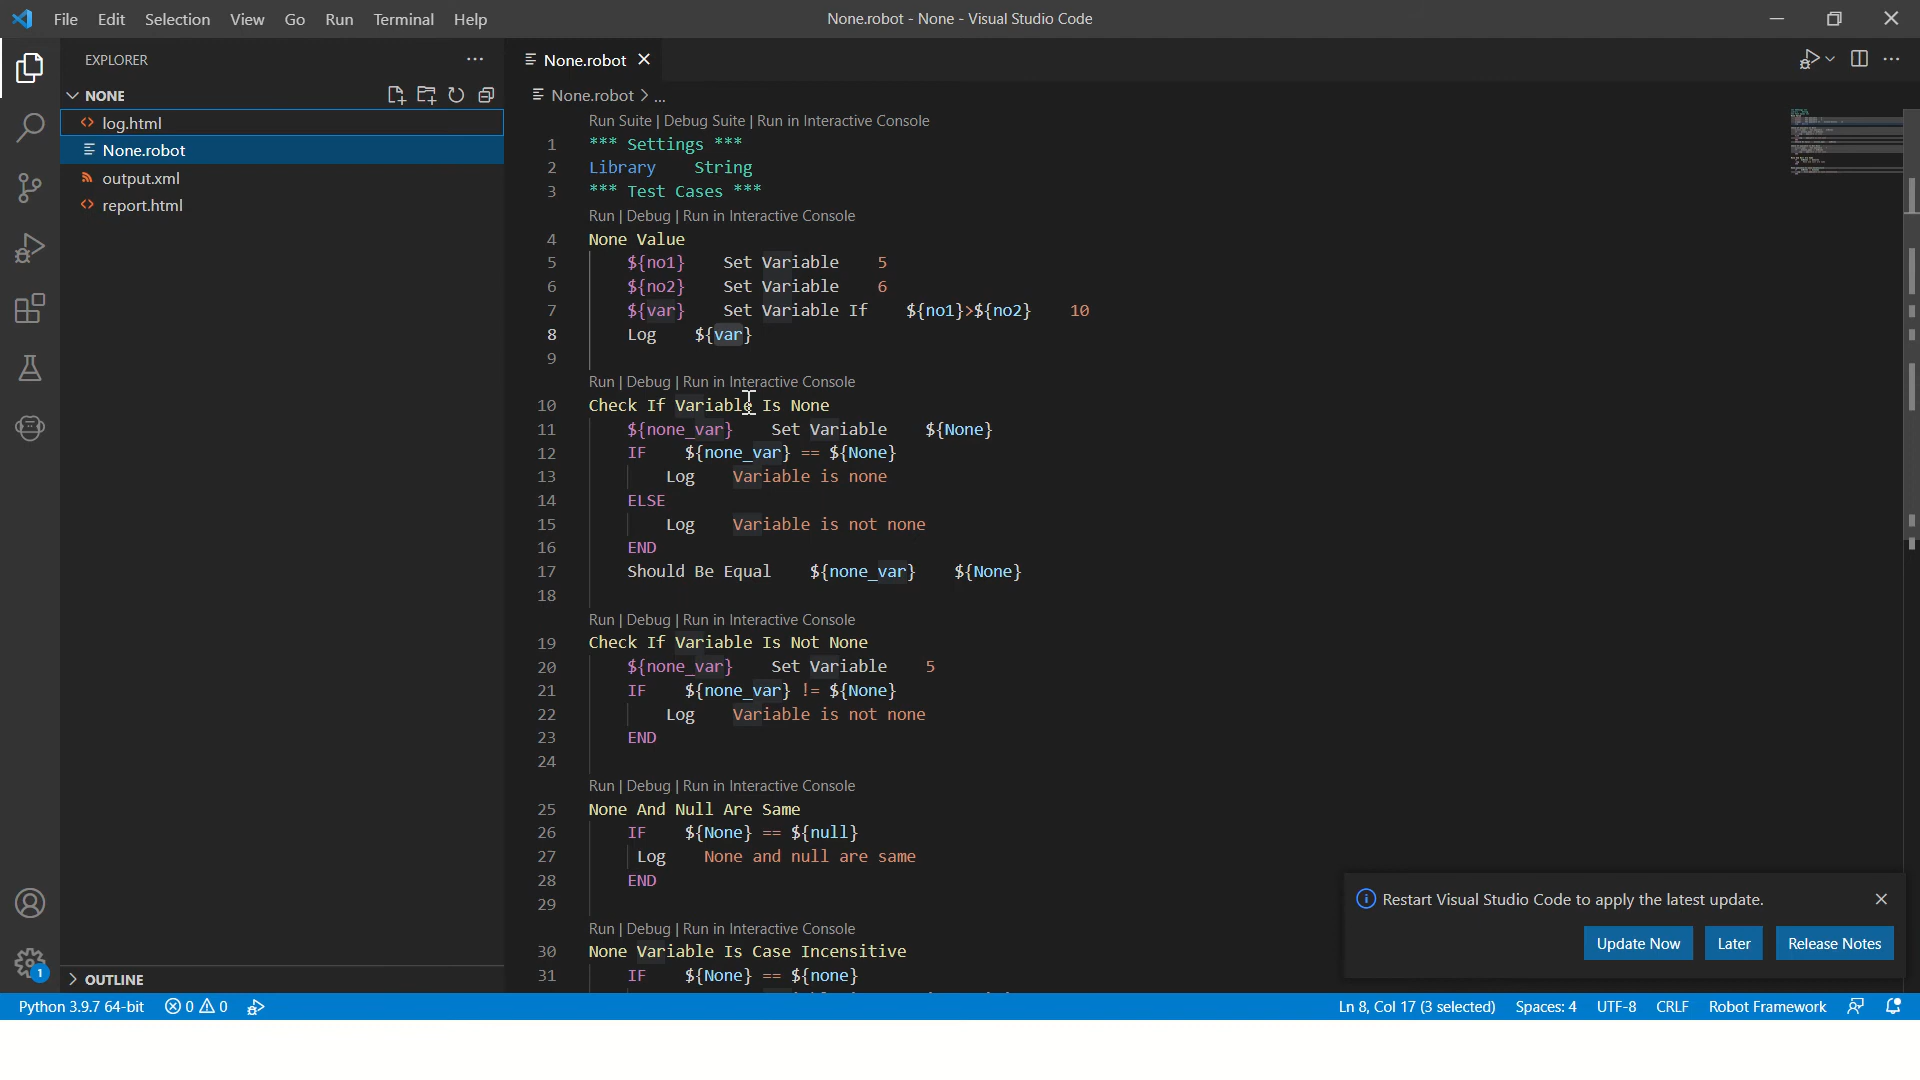 File Edit Selection View Go Run Terminal Help
None.robot - None - Visual Studio Code
EXPLORER
NONE
log.html
None.robot
output.xml
report.html
OUTLINE
None.robot
None.robot > ...
Run Suite | Debug Suite | Run in Interactive Console
1 *** Settings ***
2 Library    String
3 *** Test Cases ***
Run | Debug | Run in Interactive Console
4 None Value
5 ${no1}    Set Variable    5
6 ${no2}    Set Variable    6
7 ${var}    Set Variable If    ${no1}>${no2}    10
8 Log    ${var}
9
Run | Debug | Run in Interactive Console
10 Check If Variable Is None
11 ${none_var}    Set Variable    ${None}
12 IF    ${none_var} == ${None}
13 Log    Variable is none
14 ELSE
15 Log    Variable is not none
16 END
17 Should Be Equal    ${none_var}    ${None}
18
Run | Debug | Run in Interactive Console
19 Check If Variable Is Not None
20 ${none_var}    Set Variable    5
21 IF    ${none_var} != ${None}
22 Log    Variable is not none
23 END
24
Run | Debug | Run in Interactive Console
25 None And Null Are Same
26 IF    ${None} == ${null}
27 Log    None and null are same
28 END
29
Run | Debug | Run in Interactive Console
30 None Variable Is Case Incensitive
31 IF    ${None} == ${none}
Restart Visual Studio Code to apply the latest update.
Update Now
Later
Release Notes
1
Python 3.9.7 64-bit 0 0
Ln 8, Col 17 (3 selected) Spaces: 4 UTF-8 CRLF Robot Framework